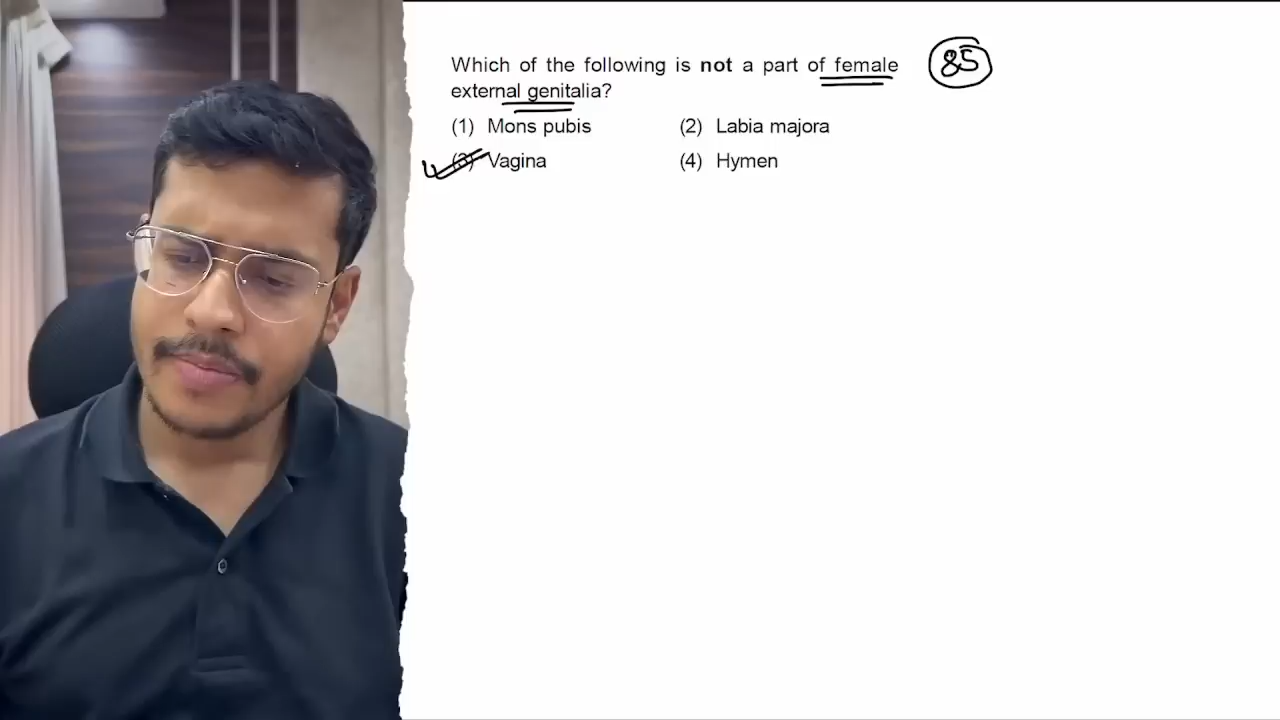 Which of the following is not a part of female
85
external genitalia?
(1) Mons pubis (2) Labia majora
(3) Vagina (4) Hymen